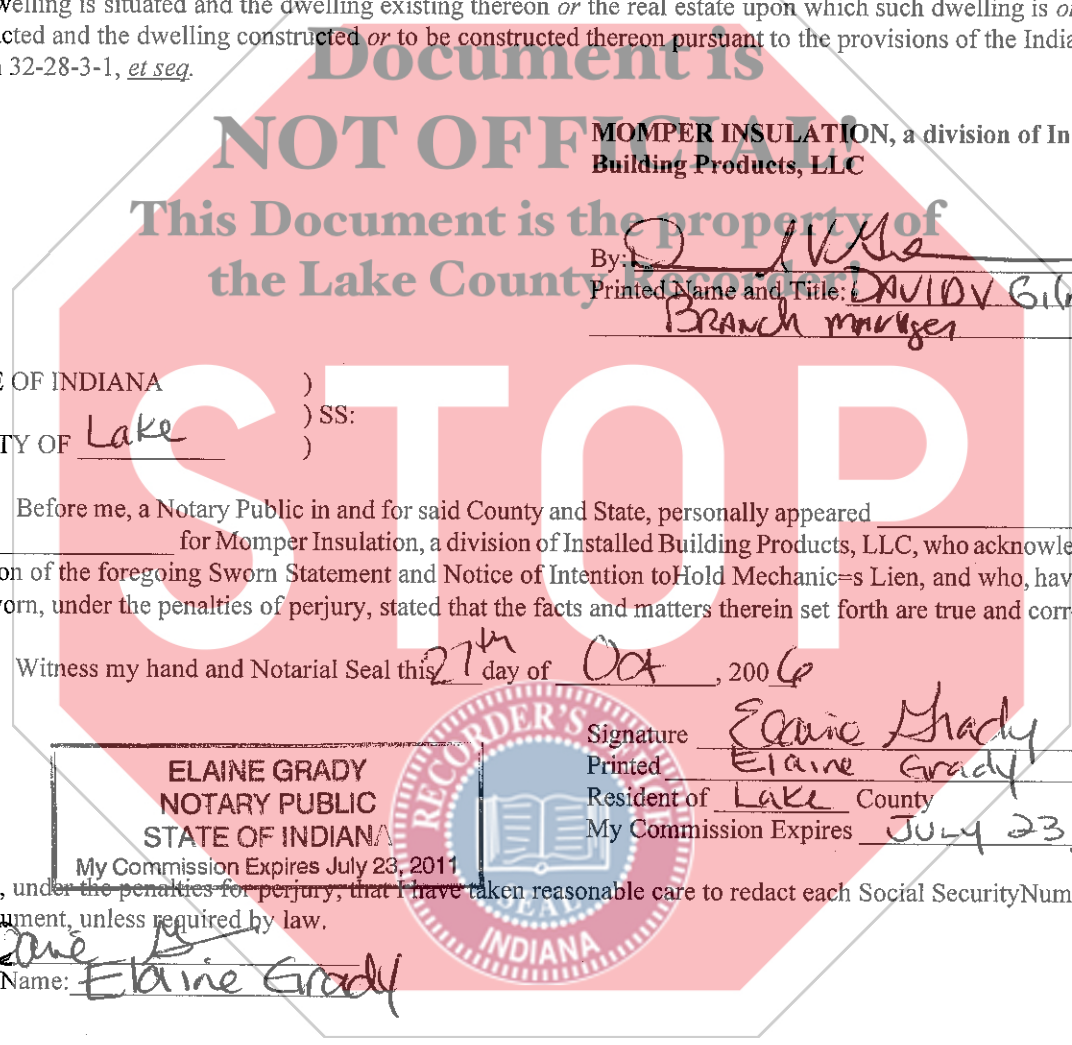 welling is situated and the dwelling existing thereon or the real estate upon which such dwelling is
cted and the dwelling constructed or to be constructed thereon pursuant to the provisions of the India
32-28-3-1, et seq.
Document is
NOT OFFICIAL!
This Document is the property of
the Lake County Recorder!
MOMPER INSULATION, a division of In
Building Products, LLC
By:
Printed Name and Title: DAVID V
BRANCH manager
E OF INDIANA )
) SS:
TY OF Lake )
STOP
Before me, a Notary Public in and for said County and State, personally appeared
for Momper Insulation, a division of Installed Building Products, LLC, who acknowle
on of the foregoing Sworn Statement and Notice of Intention toHold Mechanic=s Lien, and who, hav
orn, under the penalties of perjury, stated that the facts and matters therein set forth are true and corr
Witness my hand and Notarial Seal this 27th day of Oct, 2006
Signature Elaine Grady
Printed Elaine Grady
Resident of Lake County
My Commission Expires JULY 23
ELAINE GRADY
NOTARY PUBLIC
STATE OF INDIANA
My Commission Expires July 23, 2011
RECORDER'S
SEAL
INDIANA
, under the penalties for perjury, that I have taken reasonable care to redact each Social SecurityNum
ument, unless required by law.
Name: Elaine Grady